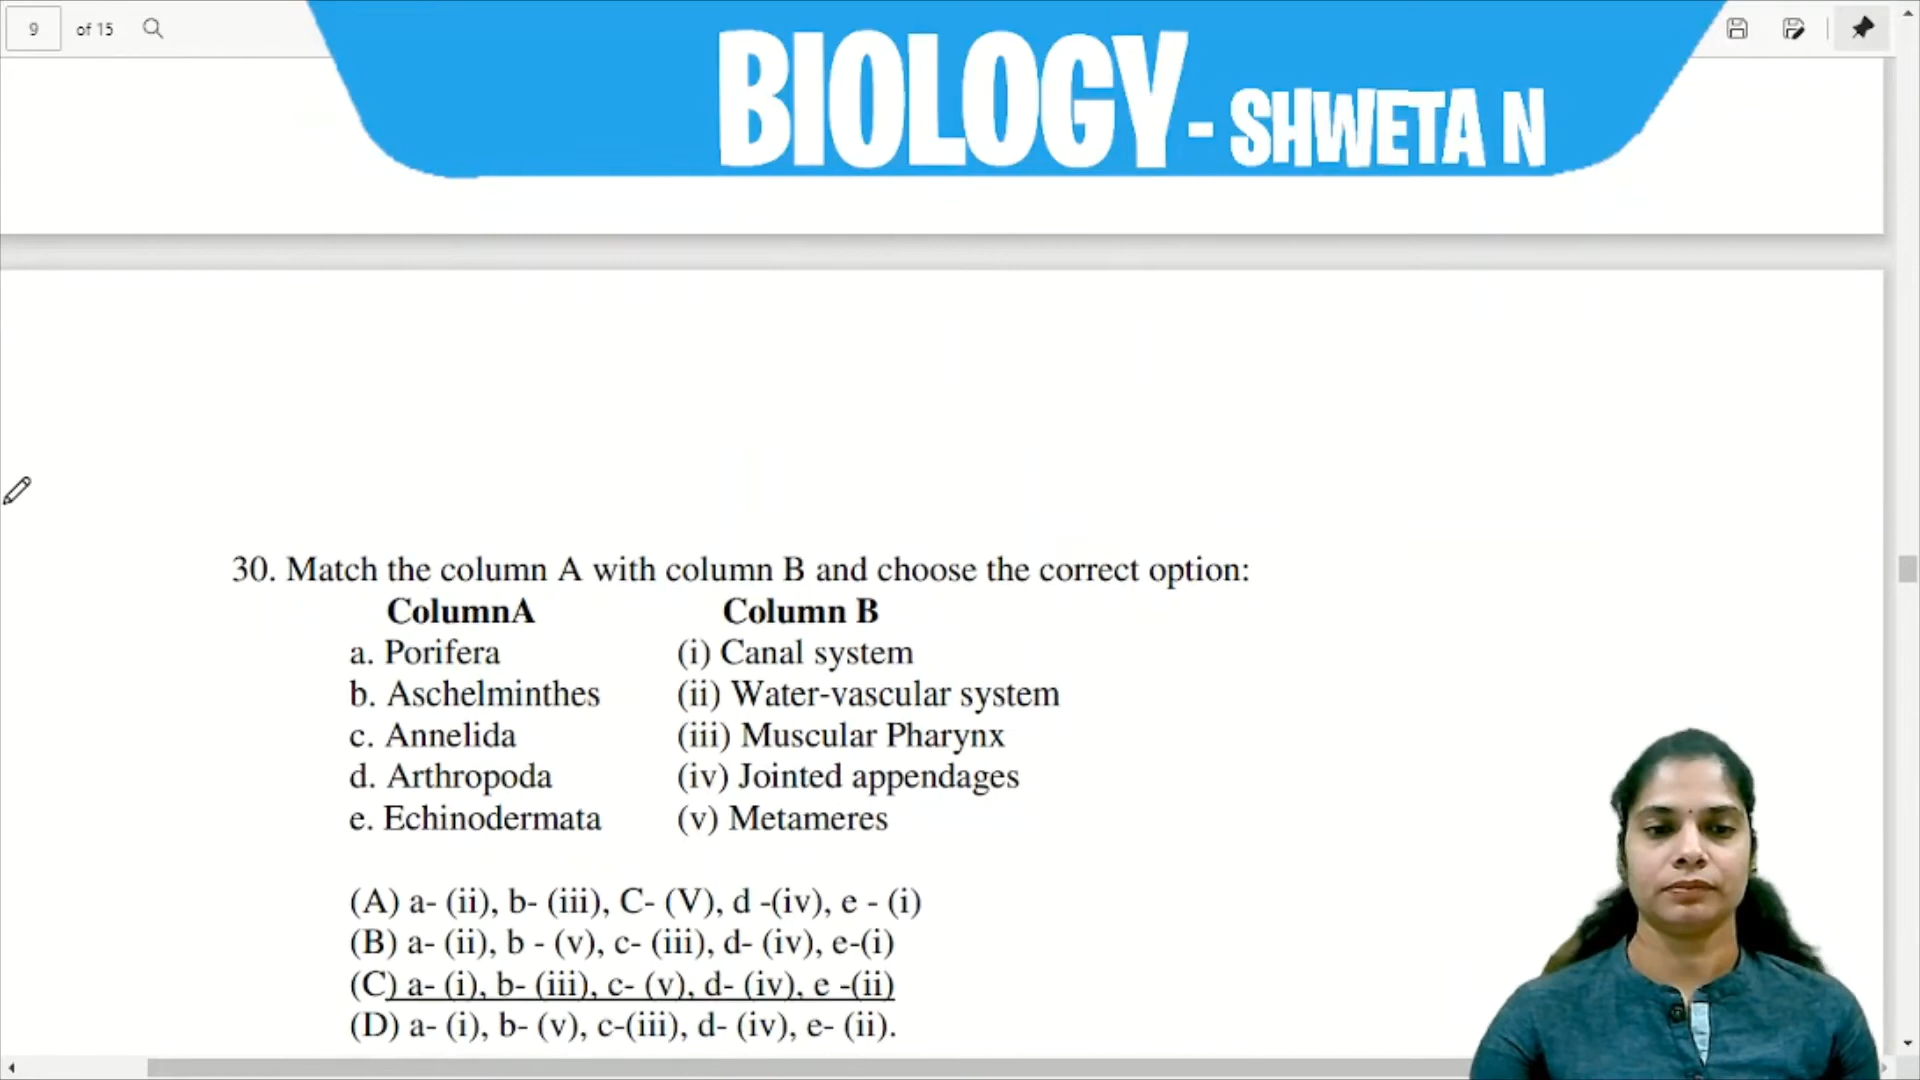 9 of 15
BIOLOGY - SHWETA N
30. Match the column A with column B and choose the correct option:
ColumnA Column B
a. Porifera (i) Canal system
b. Aschelminthes (ii) Water-vascular system
c. Annelida (iii) Muscular Pharynx
d. Arthropoda (iv) Jointed appendages
e. Echinodermata (v) Metameres
(A) a- (ii), b- (iii), C- (V), d -(iv), e - (i)
(B) a- (ii), b - (v), c- (iii), d- (iv), e-(i)
(C) a- (i), b- (iii), c- (v), d- (iv), e -(ii)
(D) a- (i), b- (v), c-(iii), d- (iv), e- (ii).